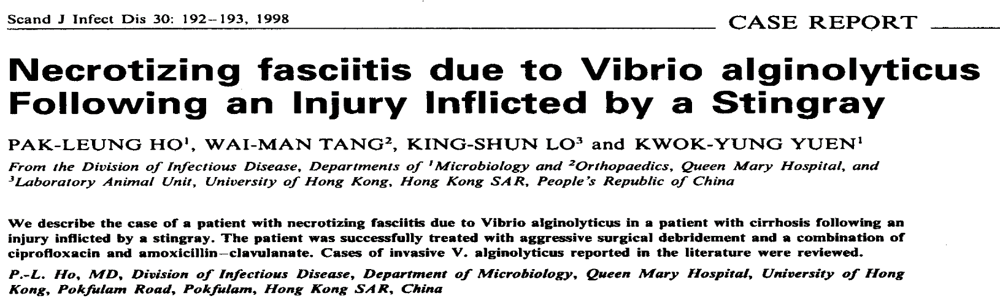 Scand J Infect Dis 30: 192–193, 1998
CASE REPORT
Necrotizing fasciitis due to Vibrio alginolyticus
Following an Injury Inflicted by a Stingray
PAK-LEUNG HO¹, WAI-MAN TANG², KING-SHUN LO³ and KWOK-YUNG YUEN¹
From the Division of Infectious Disease, Departments of ¹Microbiology and ²Orthopaedics, Queen Mary Hospital, and
³Laboratory Animal Unit, University of Hong Kong, Hong Kong SAR, People's Republic of China
We describe the case of a patient with necrotizing fasciitis due to Vibrio alginolyticus in a patient with cirrhosis following an
injury inflicted by a stingray. The patient was successfully treated with aggressive surgical debridement and a combination of
ciprofloxacin and amoxicillin–clavulanate. Cases of invasive V. alginolyticus reported in the literature were reviewed.
P.-L. Ho, MD, Division of Infectious Disease, Department of Microbiology, Queen Mary Hospital, University of Hong
Kong, Pokfulam Road, Pokfulam, Hong Kong SAR, China